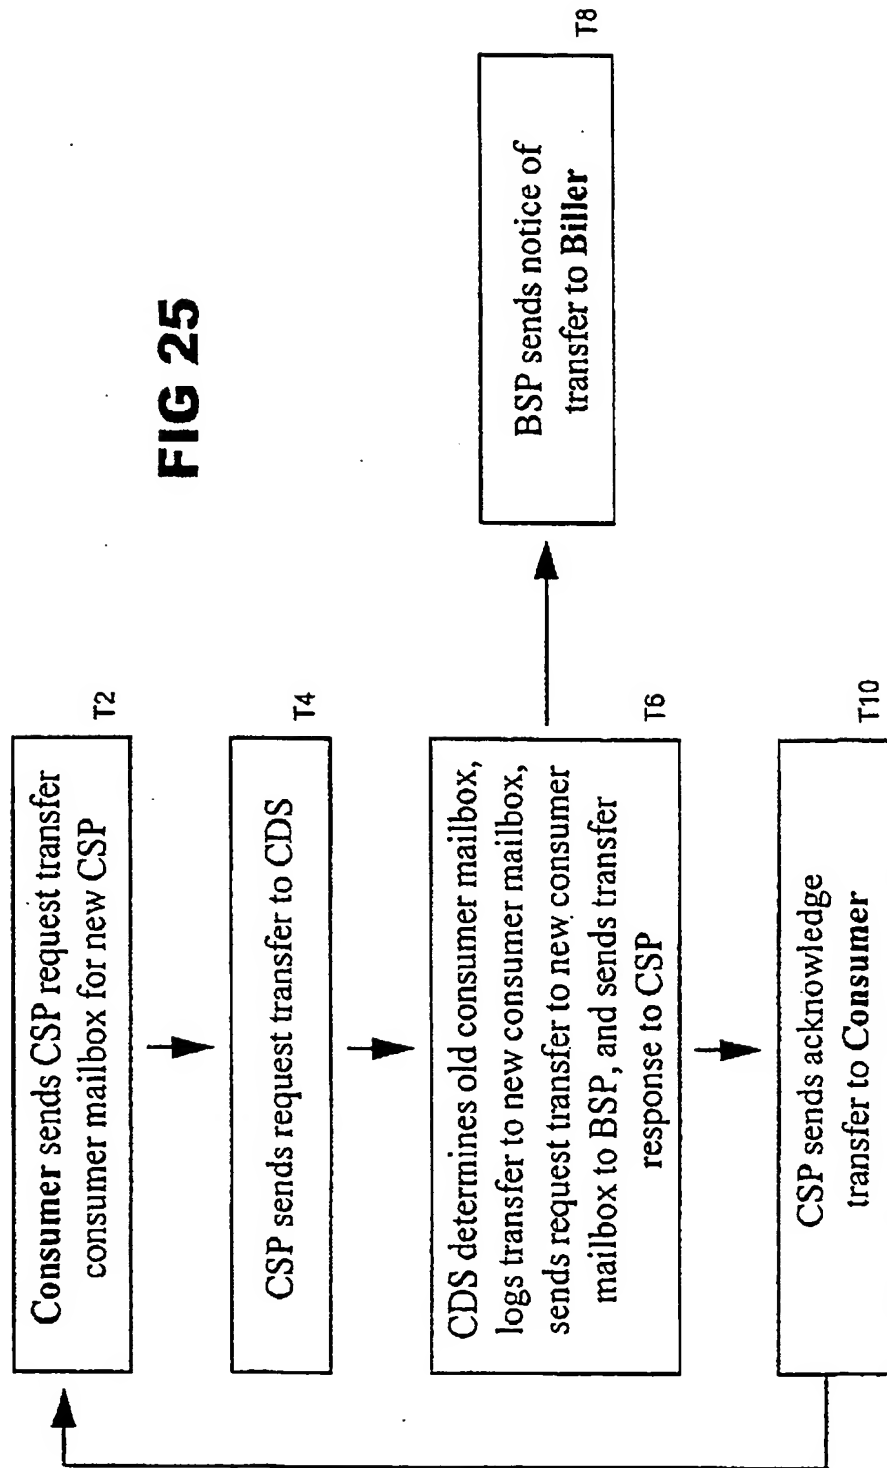 FIG 25
Consumer sends CSP request transfer
consumer mailbox for new CSP
T2
CSP sends request transfer to CDS
T4
CDS determines old consumer mailbox,
logs transfer to new consumer mailbox,
sends request transfer to new consumer
mailbox to BSP, and sends transfer
response to CSP
T6
BSP sends notice of
transfer to Biller
T8
CSP sends acknowledge
transfer to Consumer
T10